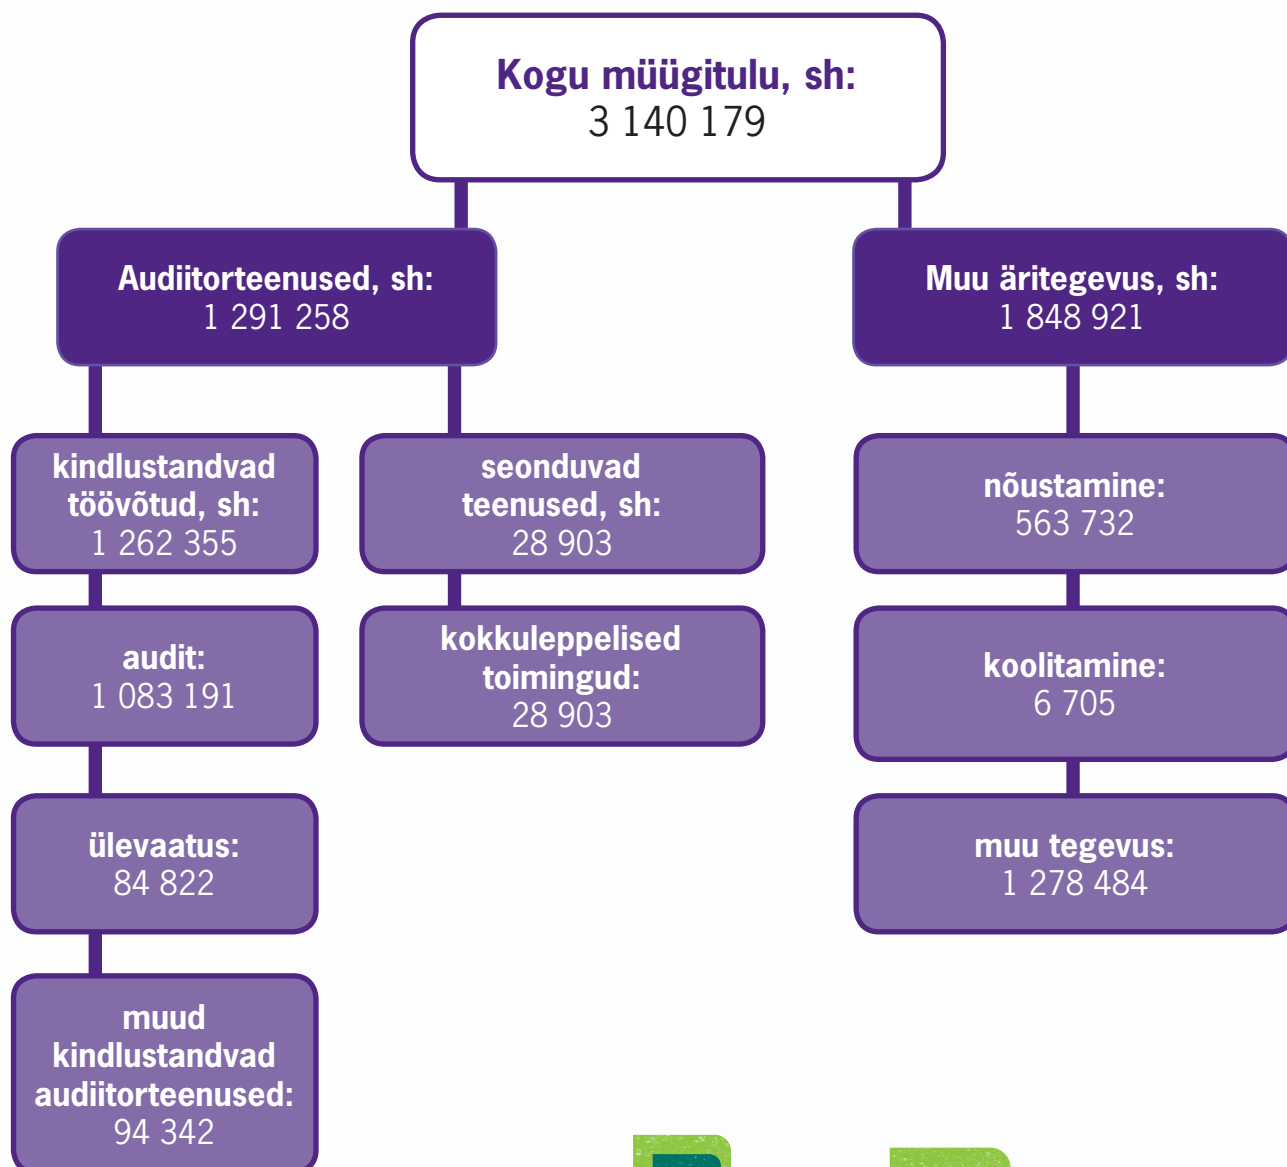 Kogu müügitulu, sh:
3 140 179
Audiitorteenused, sh:
1 291 258
Muu äritegevus, sh:
1 848 921
kindlustandvad
töövõtud, sh:
1 262 355
seonduvad
teenused, sh:
28 903
nõustamine:
563 732
audit:
1 083 191
kokkuleppelised
toimingud:
28 903
koolitamine:
6 705
ülevaatus:
84 822
muu tegevus:
1 278 484
muud
kindlustandvad
audiitorteenused:
94 342